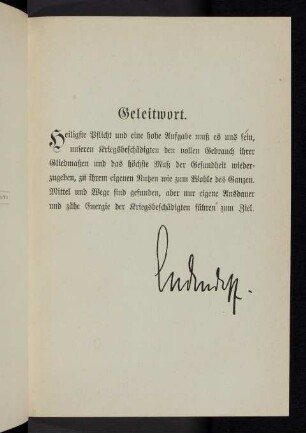 Geleitwort.
Heiligste Pflicht und eine hohe Aufgabe muß es uns sein,
unseren Kriegsbeschädigten den vollen Gebrauch ihrer
Gliedmaßen und das höchste Maß der Gesundheit wieder-
zugeben, zu ihrem eigenen Nutzen wie zum Wohle des Ganzen.
Mittel und Wege sind gefunden, aber nur eigene Ausdauer
und zähe Energie der Kriegsbeschädigten führen zum Ziel.
Ludendorff.